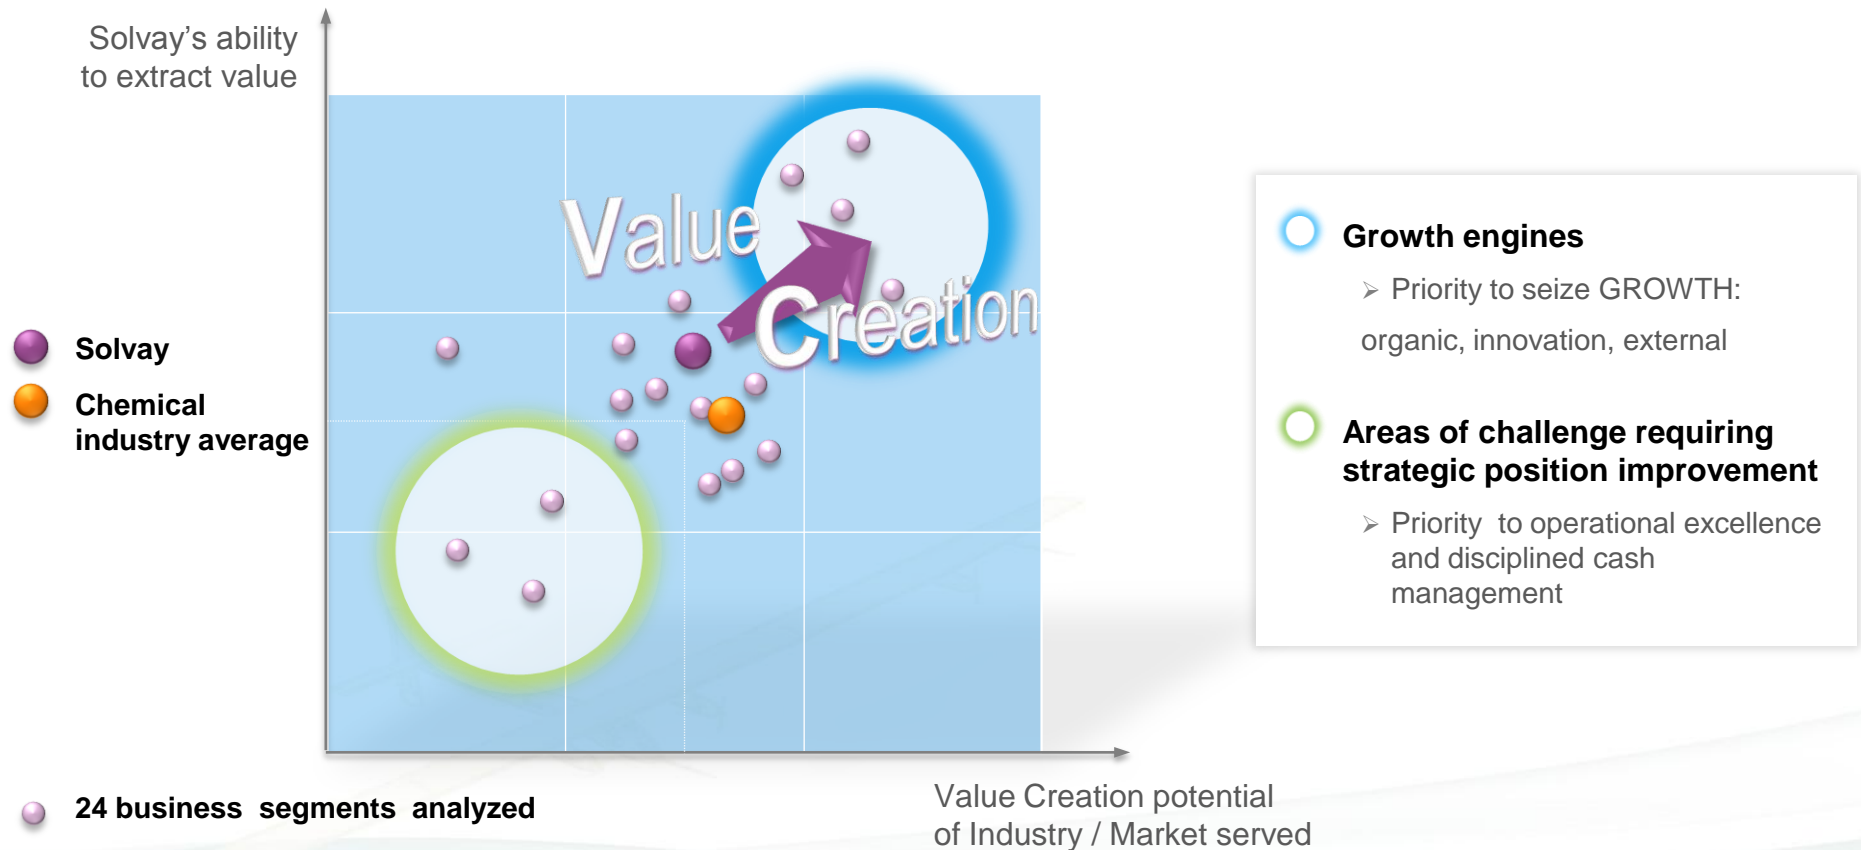 Solvay's ability
to extract value
Value
Creation
Solvay
Chemical
industry average
24 business segments analyzed
Value Creation potential
of Industry / Market served
Growth engines
➢ Priority to seize GROWTH:
organic, innovation, external
Areas of challenge requiring
strategic position improvement
➢ Priority to operational excellence
and disciplined cash
management